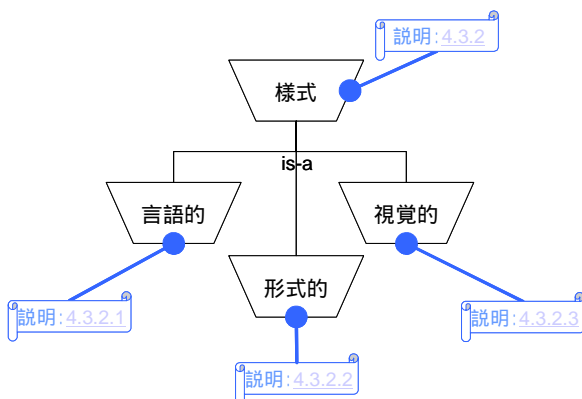 説明:4.3.2
様式
is-a
言語的
視覚的
形式的
説明:4.3.2.1
説明:4.3.2.3
説明:4.3.2.2